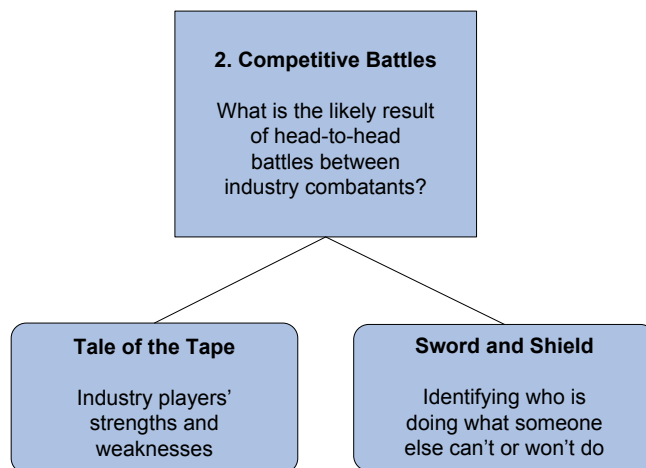 2. Competitive Battles
What is the likely result
of head-to-head
battles between
industry combatants?
Tale of the Tape
Industry players’
strengths and
weaknesses
Sword and Shield
Identifying who is
doing what someone
else can’t or won’t do